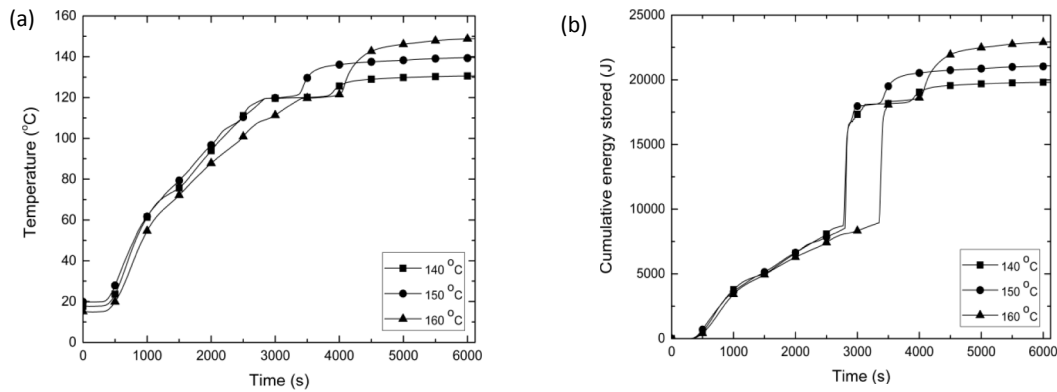 (a)
160
140
120
100
80
60
40
20
0
Temperature (°C)
0 1000 2000 3000 4000 5000 6000
Time (s)
140 °C
150 °C
160 °C
(b)
25000
20000
15000
10000
5000
0
Cumulative energy stored (J)
0 1000 2000 3000 4000 5000 6000
Time (s)
140 °C
150 °C
160 °C